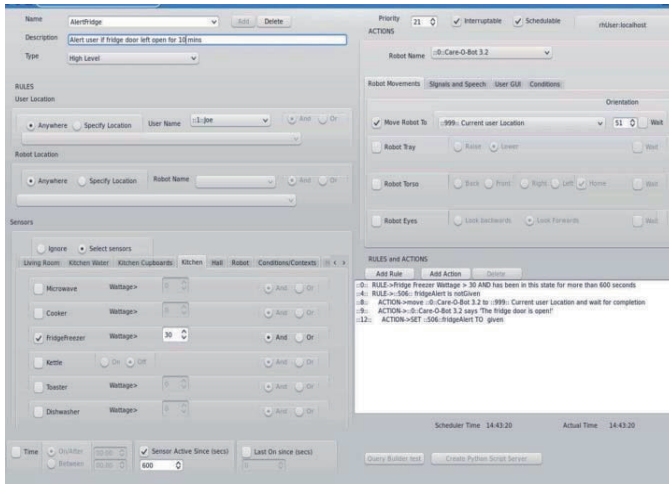 Name AlertFridge Add Delete
Description Alert user if fridge door left open for 10 mins
Type High Level
RULES
User Location
Anywhere Specify Location User Name ::1::Joe And Or
Robot Location
Anywhere Specify Location Robot Name And Or
Sensors
Ignore Select sensors
Living Room Kitchen Water Kitchen Cupboards Kitchen Hall Robot Conditions/Contexts
Microwave Wattage> 0 And Or
Cooker Wattage> 0 And Or
FridgeFreezer Wattage> 30 And Or
Kettle On Off And Or
Toaster Wattage> 0 And Or
Dishwasher Wattage> 0 And Or
Time On/After 00:00 Sensor Active Since (secs) Last On since (secs)
Between 00:00 600 0
Priority 21 Interruptable Schedulable rhUser:localhost
ACTIONS
Robot Name ::0::Care-O-Bot 3.2
Robot Movements Signals and Speech User GUI Conditions
Orientation
Move Robot To ::999:: Current user Location 51 Wait
Robot Tray Raise Lower Wait
Robot Torso Back Front Right Left Home Wait
Robot Eyes Look backwards Look Forwards Wait
RULES and ACTIONS
Add Rule Add Action Delete
::0:: RULE->Fridge Freezer Wattage > 30 AND has been in this state for more than 600 seconds
::4:: RULE->::506:: fridgeAlert is notGiven
::8:: ACTION->move ::0::Care-O-Bot 3.2 to ::999:: Current user Location and wait for completion
::9:: ACTION->::0::Care-O-Bot 3.2 says 'The fridge door is open!'
::12:: ACTION->SET ::506::fridgeAlert TO given
Scheduler Time 14:43:20 Actual Time 14:43:20
Query Builder test Create Python Script Server